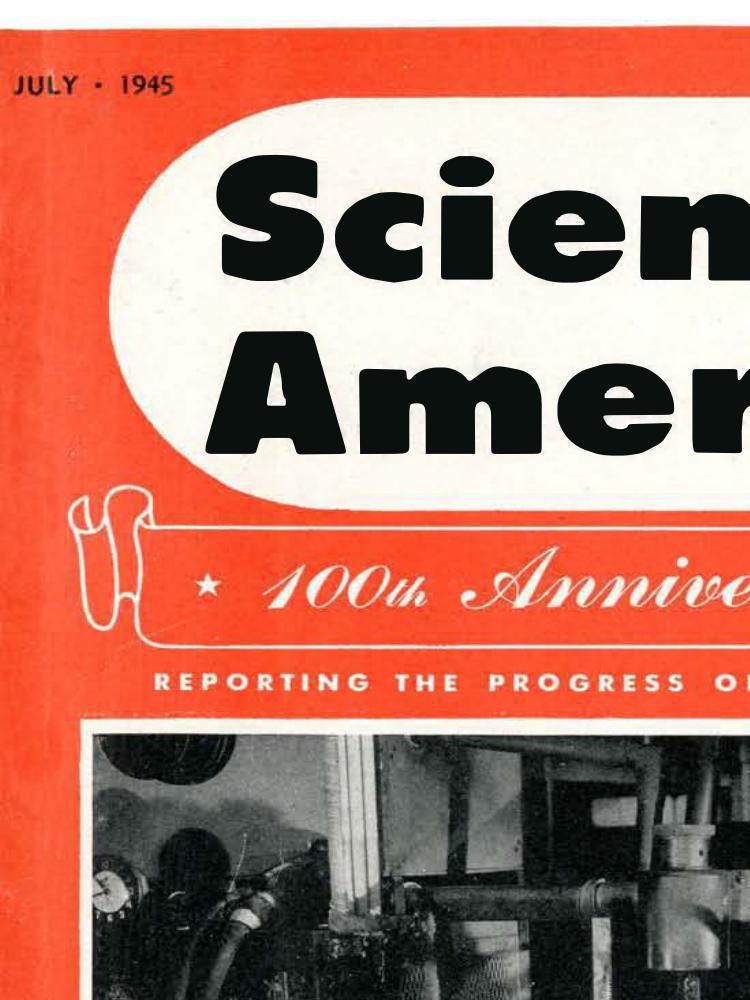 JULY • 1945
Scien
Amer
★ 100th Annive
REPORTING THE PROGRESS O